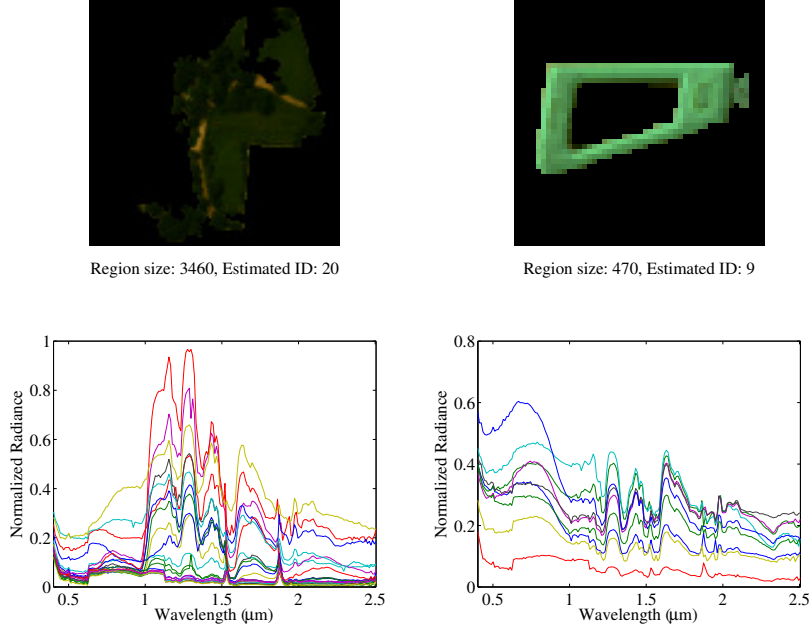 Region size: 3460, Estimated ID: 20
Region size: 470, Estimated ID: 9
1
0.8
0.6
0.4
0.2
0
Normalized Radiance
0.5 1 1.5 2 2.5
Wavelength (μm)
0.8
0.6
0.4
0.2
0
Normalized Radiance
0.5 1 1.5 2 2.5
Wavelength (μm)